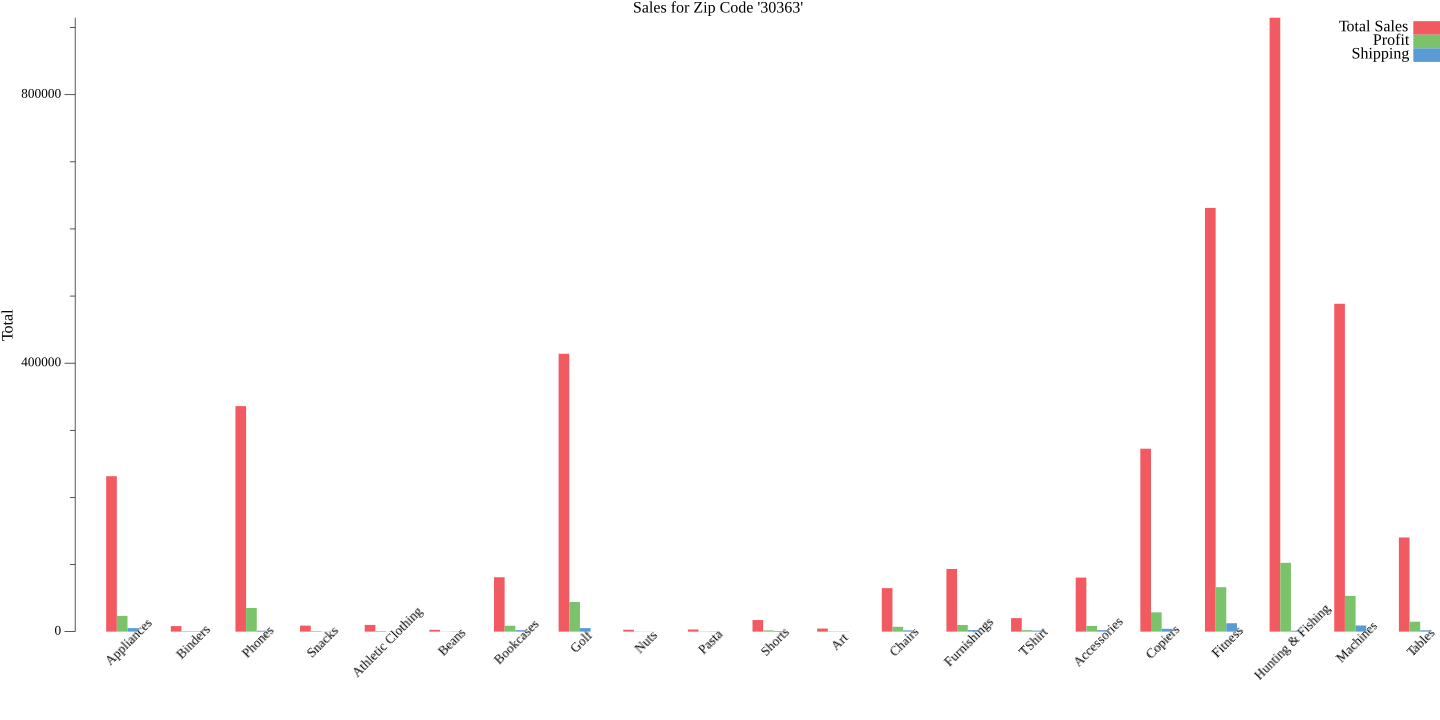 Sales for Zip Code '30363'
Total Sales
Profit
Shipping
800000
400000
0
Total
Appliances
Binders
Phones
Snacks
Athletic Clothing
Beans
Bookcases
Golf
Nuts
Pasta
Shorts
Art
Chairs
Furnishings
TShirt
Accessories
Copiers
Fitness
Hunting & Fishing
Machines
Tables